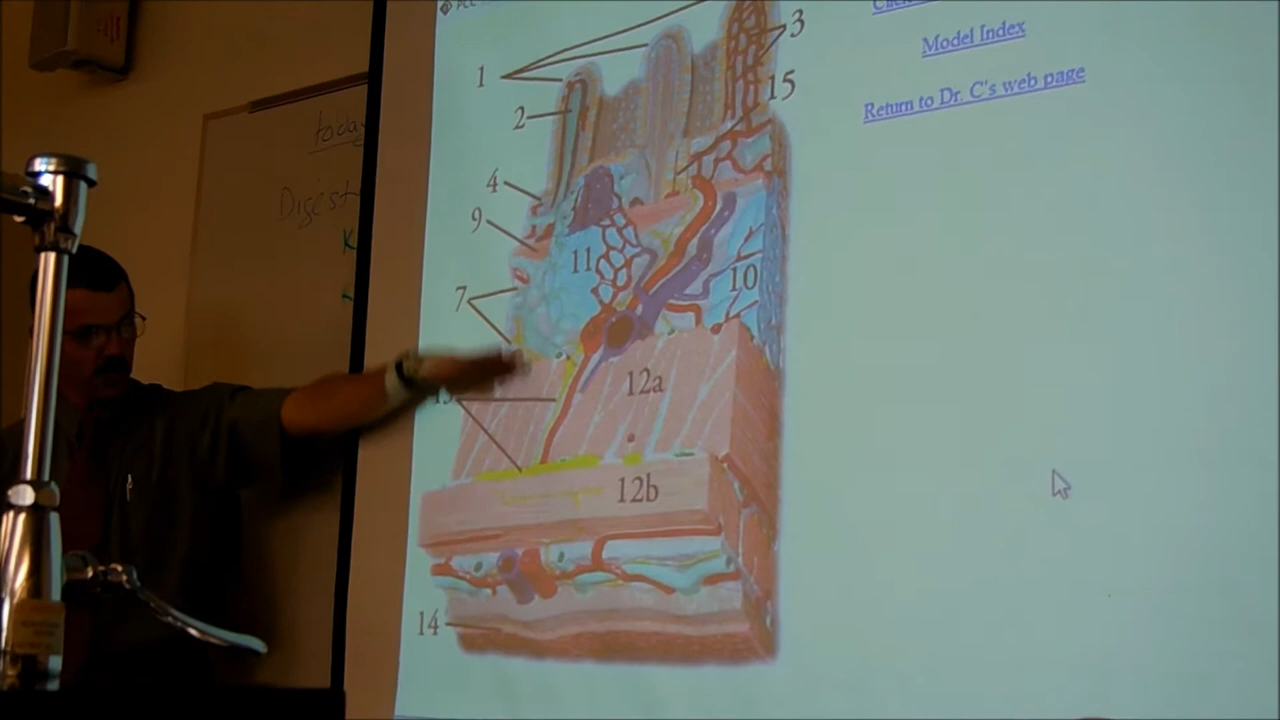 Model Index
Return to Dr. C's web page
today
Digest
K
1
2
3
15
4
9
11
7
10
12a
13
12b
14